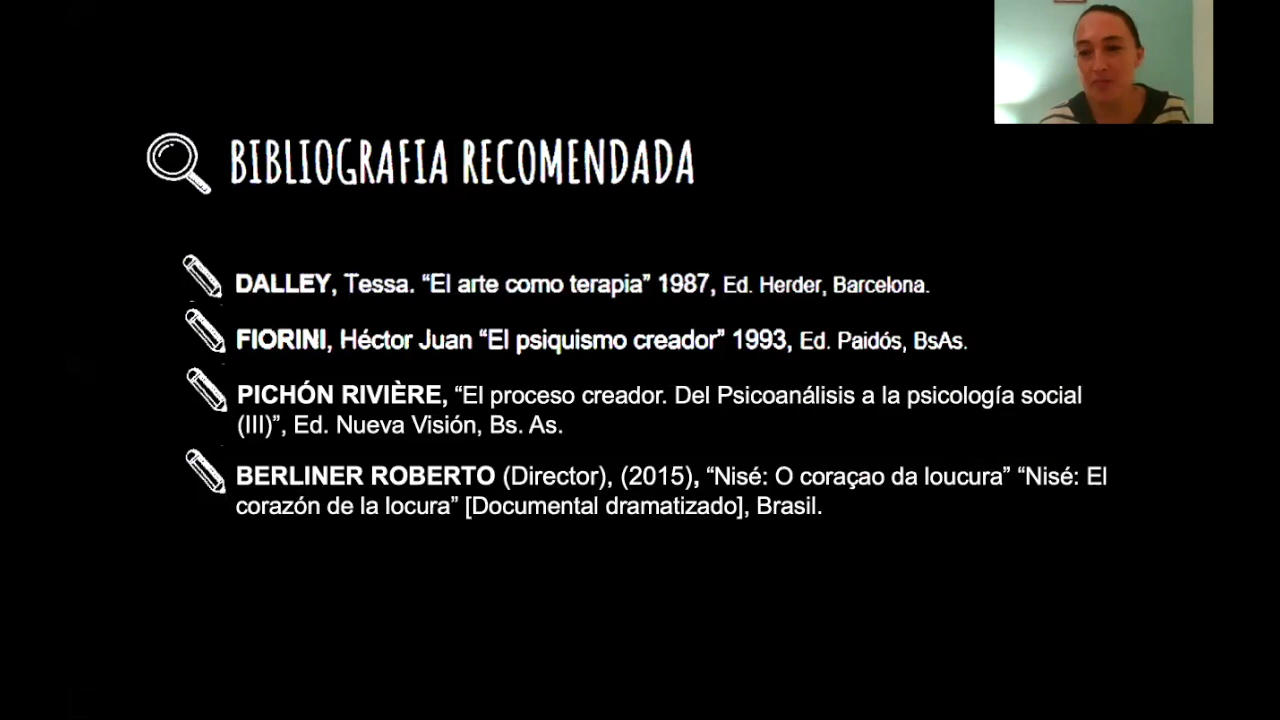 BIBLIOGRAFIA RECOMENDADA
DALLEY, Tessa. “El arte como terapia” 1987, Ed. Herder, Barcelona.
FIORINI, Héctor Juan “El psiquismo creador” 1993, Ed. Paidós, BsAs.
PICHÓN RIVIÈRE, “El proceso creador. Del Psicoanálisis a la psicología social
(III)”, Ed. Nueva Visión, Bs. As.
BERLINER ROBERTO (Director), (2015), “Nisé: O coraçao da loucura” “Nisé: El
corazón de la locura” [Documental dramatizado], Brasil.